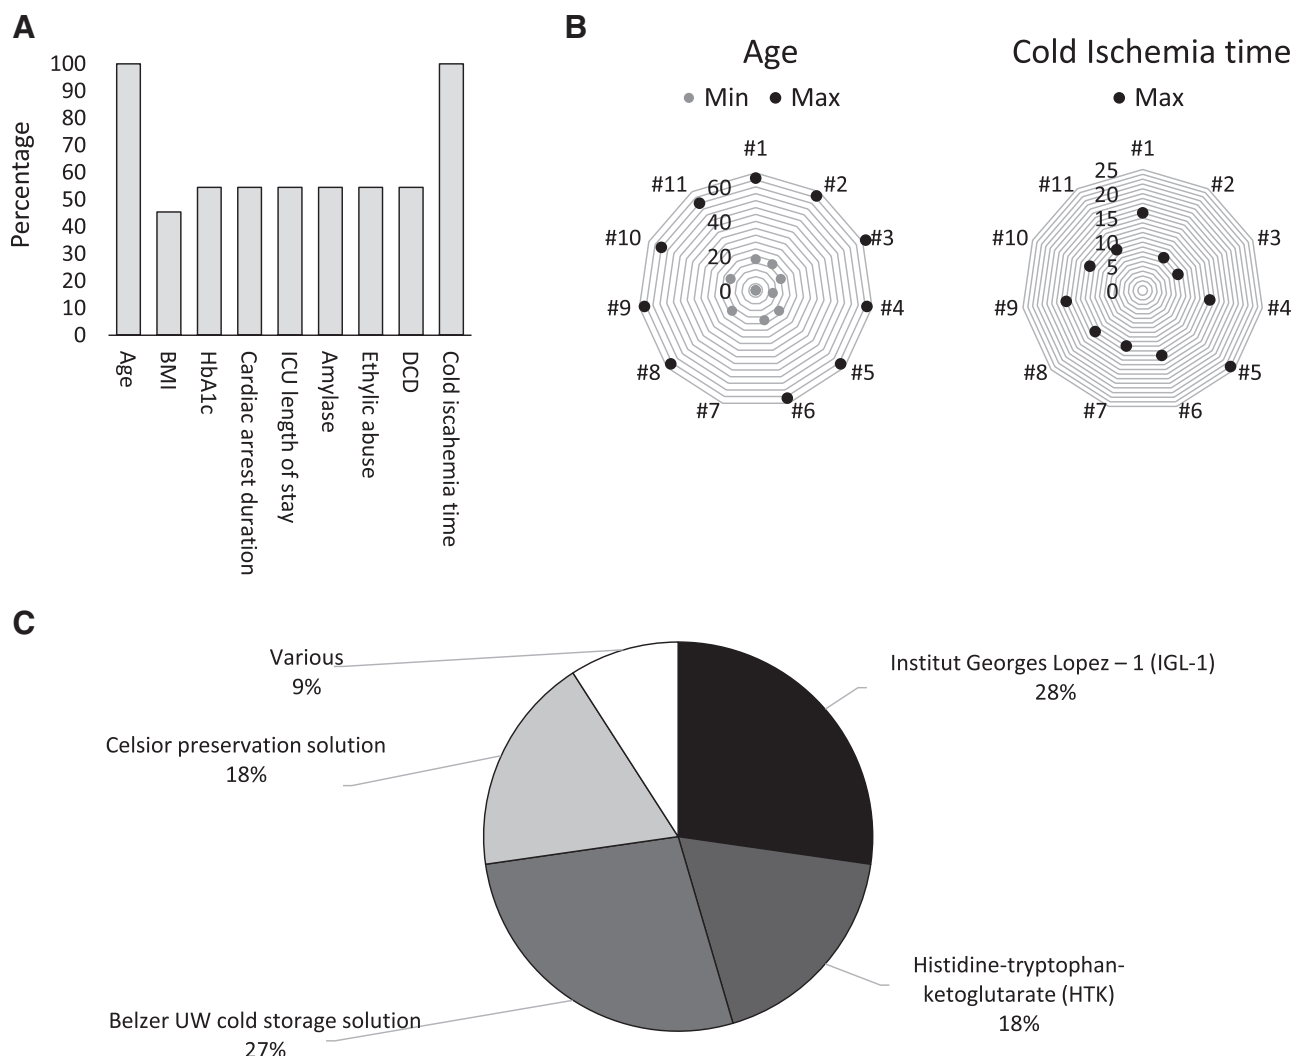 A
100
90
80
70
60
50
40
30
20
10
0
Percentage
Age
BMI
HbA1c
Cardiac arrest duration
ICU length of stay
Amylase
Ethylic abuse
DCD
Cold iscahemia time
B
Age
Min Max
#1
#2
#3
#4
#5
#6
#7
#8
#9
#10
#11
60
40
20
0
Cold Ischemia time
Max
#1
#2
#3
#4
#5
#6
#7
#8
#9
#10
#11
25
20
15
10
5
0
C
Various
9%
Institut Georges Lopez – 1 (IGL-1)
28%
Celsior preservation solution
18%
Histidine-tryptophan-
ketoglutarate (HTK)
18%
Belzer UW cold storage solution
27%